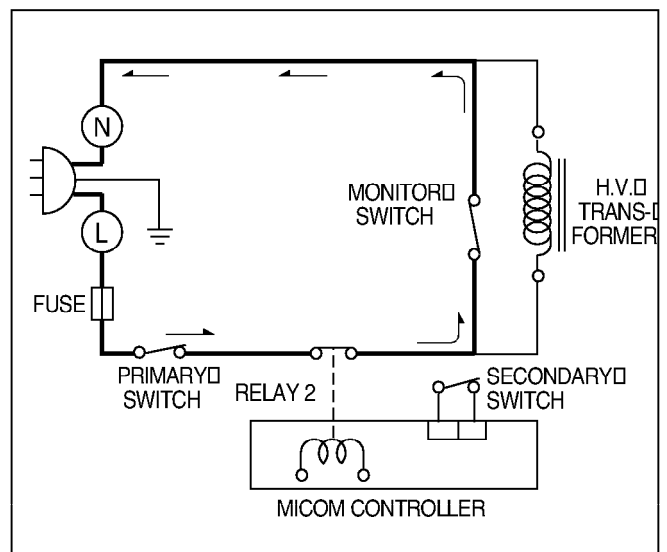 N
MONITOR□
SWITCH
H.V.□
TRANS-□
FORMER
L
FUSE
PRIMARY□
SWITCH
RELAY 2
SECONDARY□
SWITCH
MICOM CONTROLLER